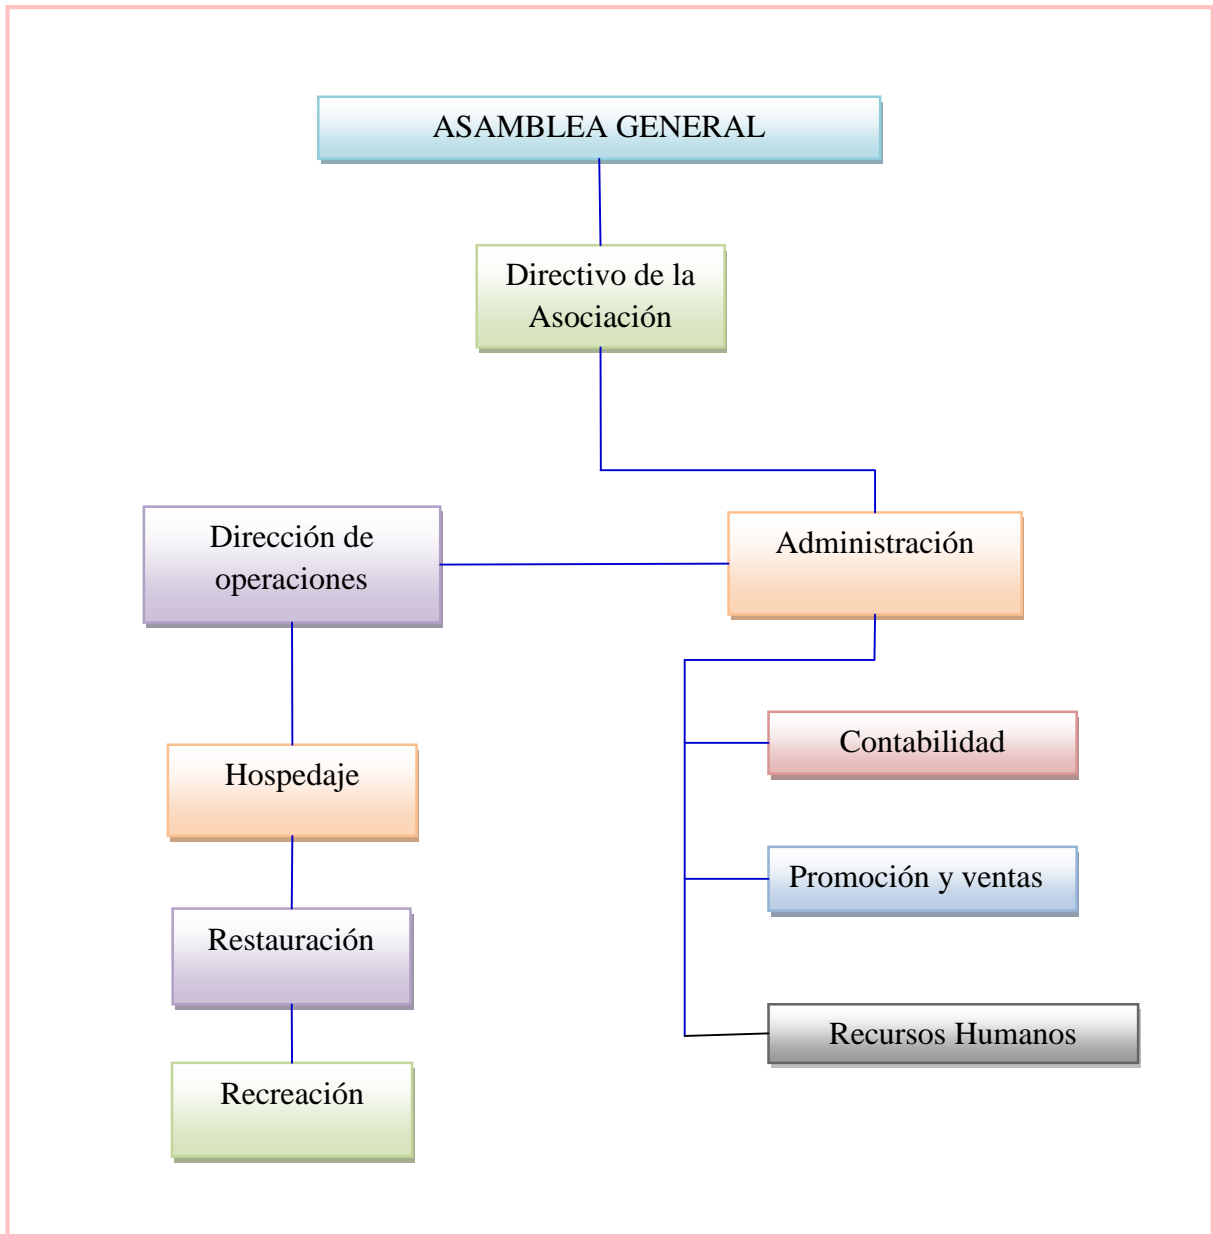 ASAMBLEA GENERAL
Directivo de la
Asociación
Dirección de
operaciones
Administración
Contabilidad
Hospedaje
Promoción y ventas
Restauración
Recursos Humanos
Recreación